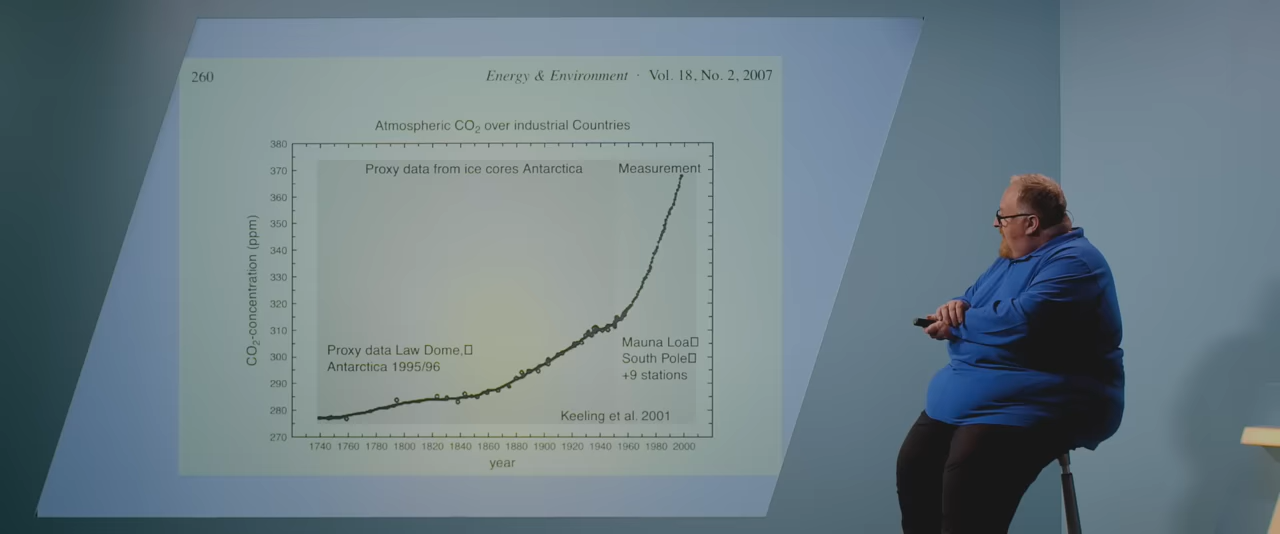 260
Energy & Environment · Vol. 18, No. 2, 2007
Atmospheric CO2 over industrial Countries
380
370
360
350
340
330
320
310
300
290
280
270
CO2-concentration (ppm)
Proxy data from ice cores Antarctica
Measurement
Proxy data Law Dome,
Antarctica 1995/96
Mauna Loa
South Pole
+9 stations
Keeling et al. 2001
1740 1760 1780 1800 1820 1840 1860 1880 1900 1920 1940 1960 1980 2000
year